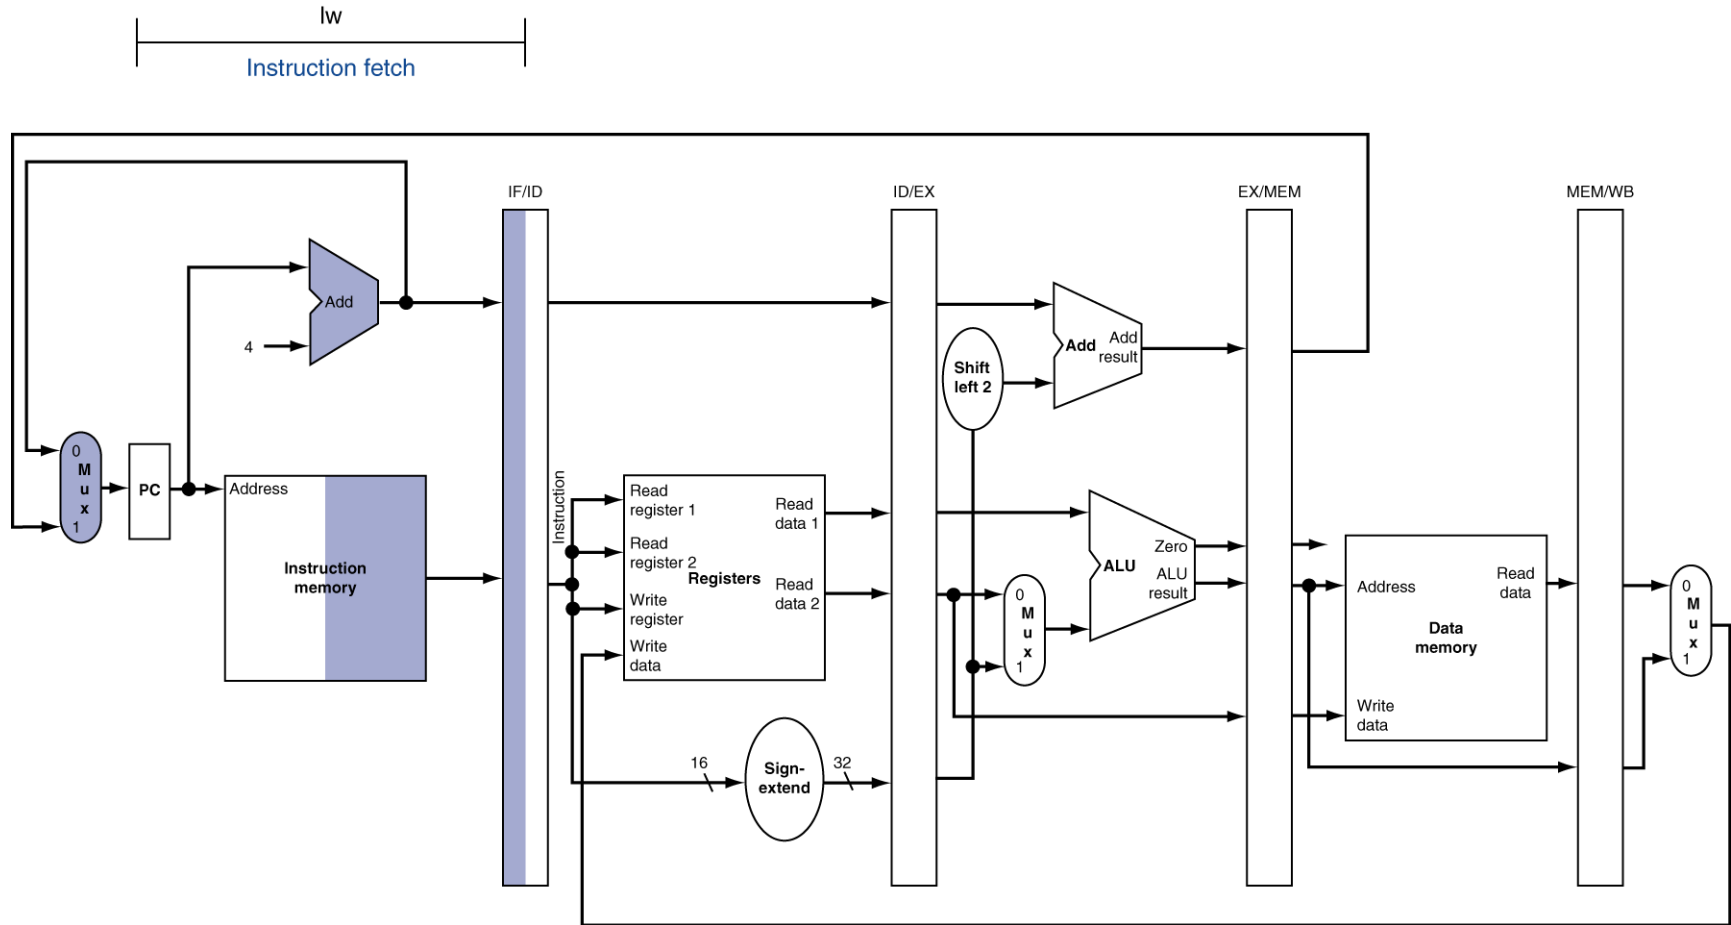 lw
Instruction fetch
IF/ID
ID/EX
EX/MEM
MEM/WB
Add
4
Add
Add
result
Shift
left 2
0
M
u
x
1
PC
Address
Instruction
memory
Instruction
Read
register 1
Read
register 2
Write
register
Write
data
Registers
Read
data 1
Read
data 2
16
Sign-
extend
32
0
M
u
x
1
Zero
ALU
ALU
result
Address
Read
data
Data
memory
Write
data
0
M
u
x
1